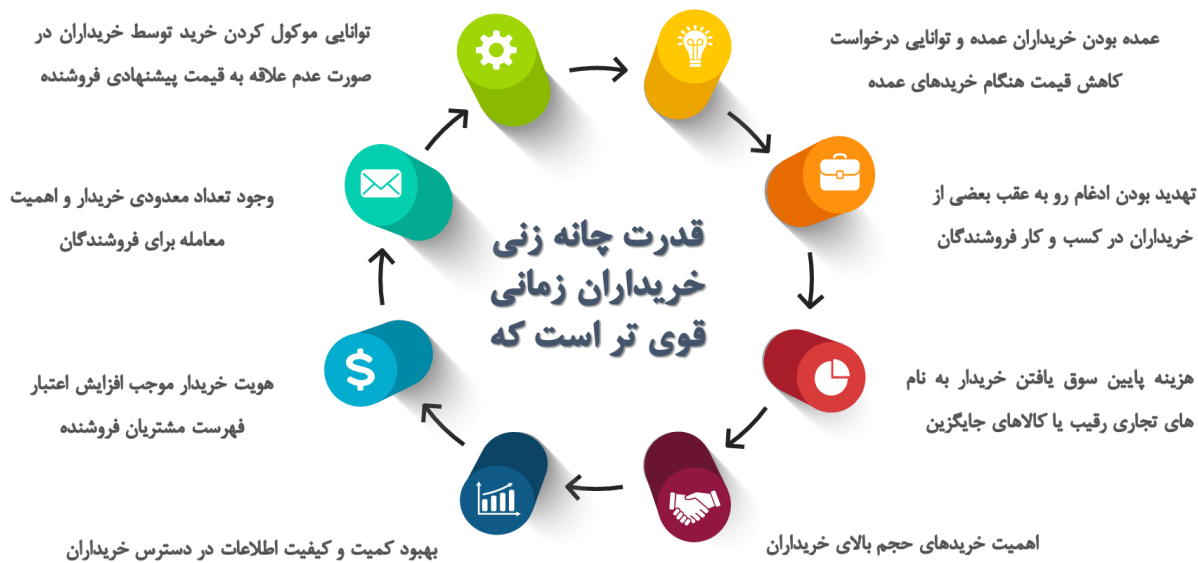 قدرت چانه زنی
خریداران زمانی
قوی تر است که
عمده بودن خریداران عمده و توانایی درخواست
کاهش قیمت هنگام خریدهای عمده
تهدید بودن ادغام رو به عقب بعضی از
خریداران در کسب و کار فروشندگان
هزینه پایین سوق یافتن خریدار به نام
های تجاری رقیب یا کالاهای جایگزین
اهمیت خریدهای حجم بالای خریداران
بهبود کمیت و کیفیت اطلاعات در دسترس خریداران
هویت خریدار موجب افزایش اعتبار
فهرست مشتریان فروشنده
وجود تعداد معدودی خریدار و اهمیت
معامله برای فروشندگان
توانایی موکول کردن خرید توسط خریداران در
صورت عدم علاقه به قیمت پیشنهادی فروشنده